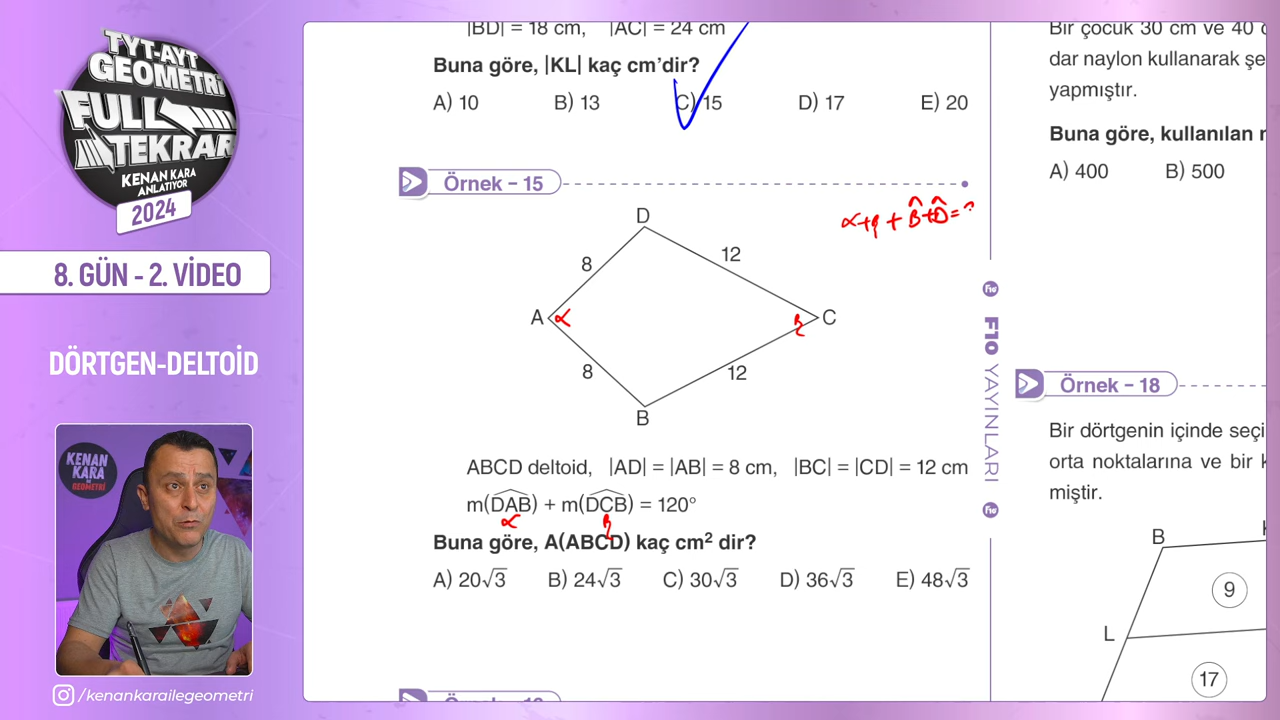 TYT-AYT
GEOMETRİ
FULL
TEKRAR
KENAN KARA
ANLATIYOR
2024
8. GÜN - 2. VİDEO
DÖRTGEN-DELTOİD
KENAN
KARA
GEOMETRİ
/kenankarailegeometri
|BD| = 18 cm, |AC| = 24 cm
Buna göre, |KL| kaç cm'dir?
A) 10 B) 13 C) 15 D) 17 E) 20
Örnek – 15
α+β + B̂+D̂=?
D
8 12
A α β C
8 12
B
ABCD deltoid, |AD| = |AB| = 8 cm, |BC| = |CD| = 12 cm
m(DAB) + m(DCB) = 120°
α β
Buna göre, A(ABCD) kaç cm² dir?
A) 20√3 B) 24√3 C) 30√3 D) 36√3 E) 48√3
F10 YAYINLARI
Bir çocuk 30 cm ve 40
dar naylon kullanarak şe
yapmıştır.
Buna göre, kullanılan
A) 400 B) 500
Örnek – 18
Bir dörtgenin içinde seçi
orta noktalarına ve bir
miştir.
B
9
L
17